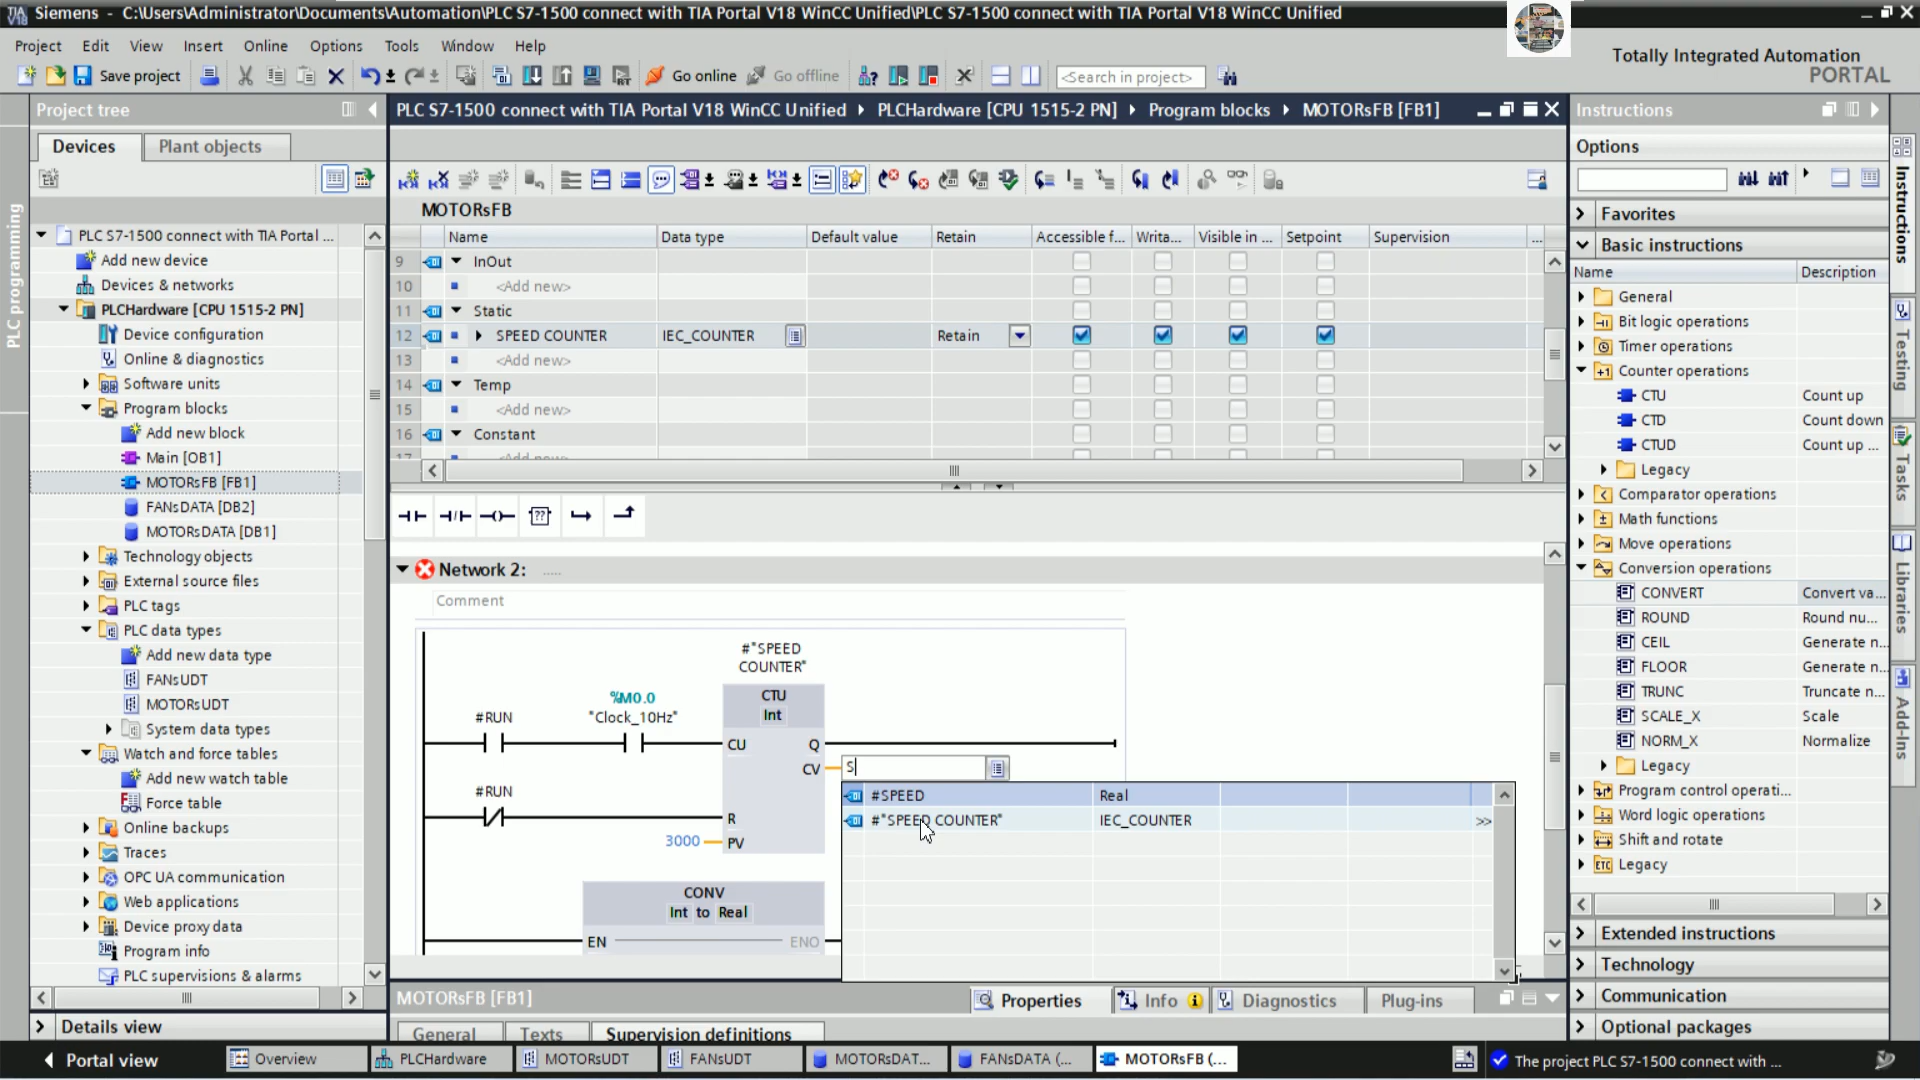 Siemens - C:\Users\Administrator\Documents\Automation\PLC S7-1500 connect with TIA Portal V18 WinCC Unified\PLC S7-1500 connect with TIA Portal V18 WinCC Unified
Project Edit View Insert Online Options Tools Window Help
Totally Integrated Automation
PORTAL
Save project
Go online
Go offline
<Search in project>
Project tree
PLC S7-1500 connect with TIA Portal V18 WinCC Unified PLCHardware [CPU 1515-2 PN] Program blocks MOTORsFB [FB1]
Instructions
Devices Plant objects
Options
PLC programming
MOTORsFB
Name Data type Default value Retain Accessible f... Writa... Visible in ... Setpoint Supervision ...
9 InOut
10 <Add new>
11 Static
12 SPEED COUNTER IEC_COUNTER Retain
13 <Add new>
14 Temp
15 <Add new>
16 Constant
17 <Add new>
PLC S7-1500 connect with TIA Portal ...
Add new device
Devices & networks
PLCHardware [CPU 1515-2 PN]
Device configuration
Online & diagnostics
Software units
Program blocks
Add new block
Main [OB1]
MOTORsFB [FB1]
FANsDATA [DB2]
MOTORsDATA [DB1]
Technology objects
External source files
PLC tags
PLC data types
Add new data type
FANsUDT
MOTORsUDT
System data types
Watch and force tables
Add new watch table
Force table
Online backups
Traces
OPC UA communication
Web applications
Device proxy data
Program info
PLC supervisions & alarms
Details view
??
Network 2: .....
Comment
#"SPEED
COUNTER"
CTU
Int
%M0.0
"Clock_10Hz"
#RUN
CU Q
CV S
#RUN
R
3000 PV
#SPEED Real
#"SPEED COUNTER" IEC_COUNTER >>
CONV
Int to Real
EN ENO
MOTORsFB [FB1]
Properties Info Diagnostics Plug-ins
General Texts Supervision definitions
Favorites
Basic instructions
Name Description
General
Bit logic operations
Timer operations
Counter operations
CTU Count up
CTD Count down
CTUD Count up ...
Legacy
Comparator operations
Math functions
Move operations
Conversion operations
CONVERT Convert va...
ROUND Round nu...
CEIL Generate n...
FLOOR Generate n...
TRUNC Truncate n...
SCALE_X Scale
NORM_X Normalize
Legacy
Program control operati...
Word logic operations
Shift and rotate
Legacy
Extended instructions
Technology
Communication
Optional packages
Instructions
Testing
Tasks
Libraries
Add-Ins
Portal view Overview PLCHardware MOTORsUDT FANsUDT MOTORsDAT... FANsDATA (... MOTORsFB (... The project PLC S7-1500 connect with ...